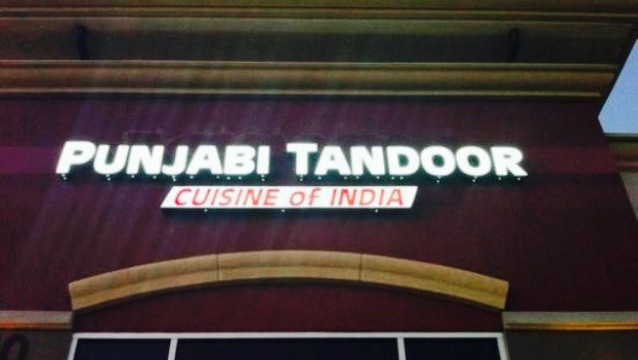 PUNJABI TANDOOR
CUISINE of INDIA